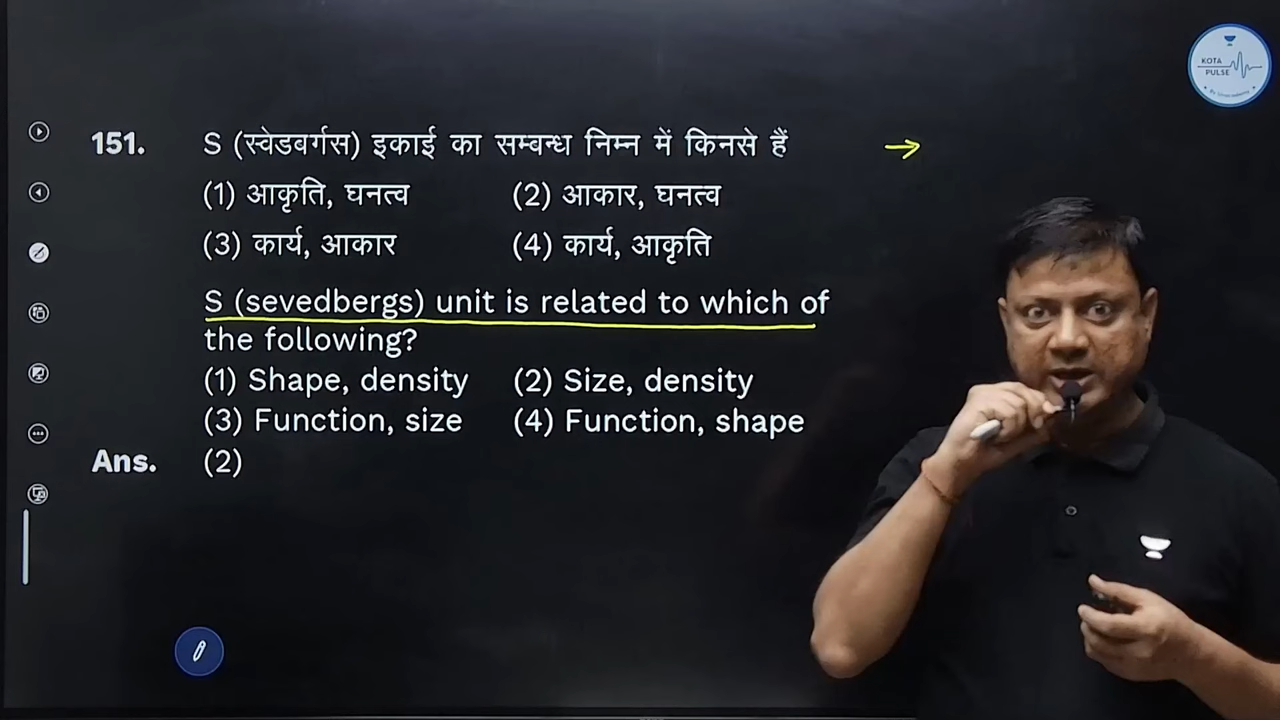 KOTA
PULSE
151. S (स्वेडबर्गस) इकाई का सम्बन्ध निम्न में किनसे हैं
(1) आकृति, घनत्व (2) आकार, घनत्व
(3) कार्य, आकार (4) कार्य, आकृति
S (sevedbergs) unit is related to which of
the following?
(1) Shape, density (2) Size, density
(3) Function, size (4) Function, shape
Ans. (2)